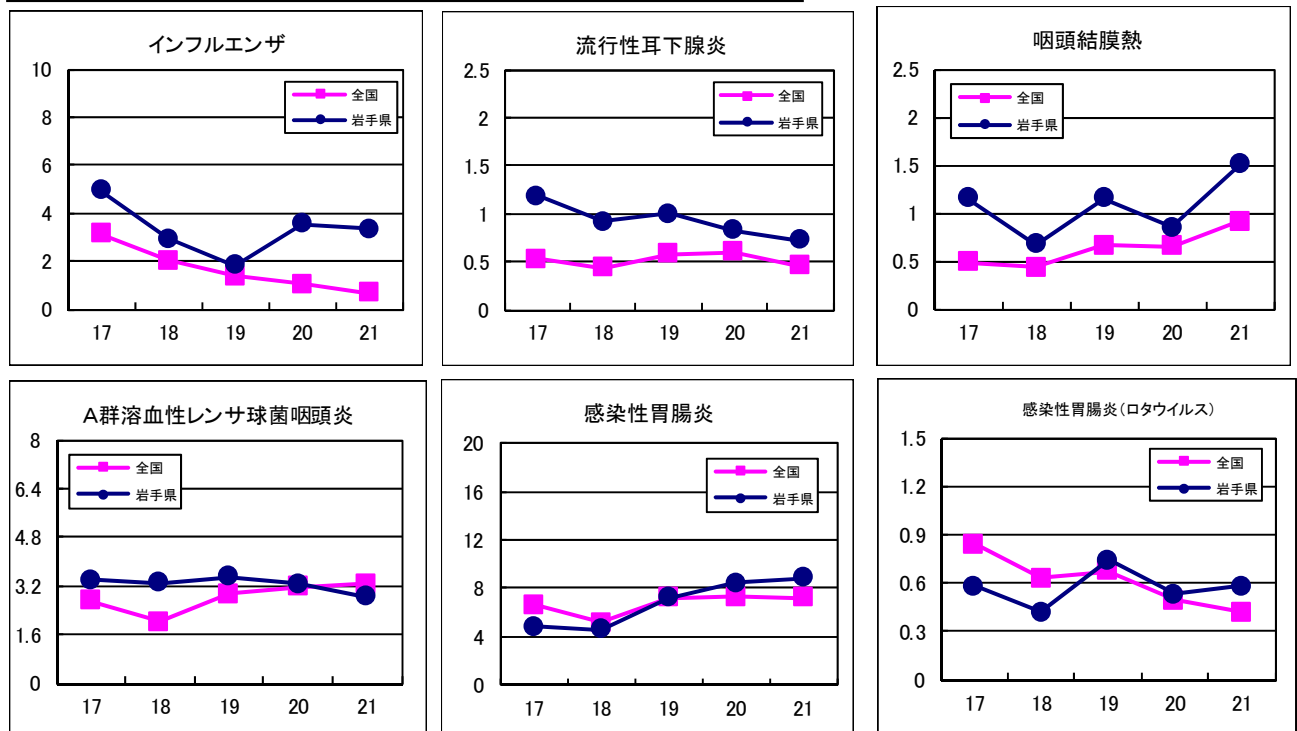 インフルエンザ
10
8
6
4
2
0
全国
岩手県
17 18 19 20 21
流行性耳下腺炎
2.5
2
1.5
1
0.5
0
全国
岩手県
17 18 19 20 21
咽頭結膜熱
2.5
2
1.5
1
0.5
0
全国
岩手県
17 18 19 20 21
A群溶血性レンサ球菌咽頭炎
8
6.4
4.8
3.2
1.6
0
全国
岩手県
17 18 19 20 21
感染性胃腸炎
20
16
12
8
4
0
全国
岩手県
17 18 19 20 21
感染性胃腸炎(ロタウイルス)
1.5
1.2
0.9
0.6
0.3
0
全国
岩手県
17 18 19 20 21